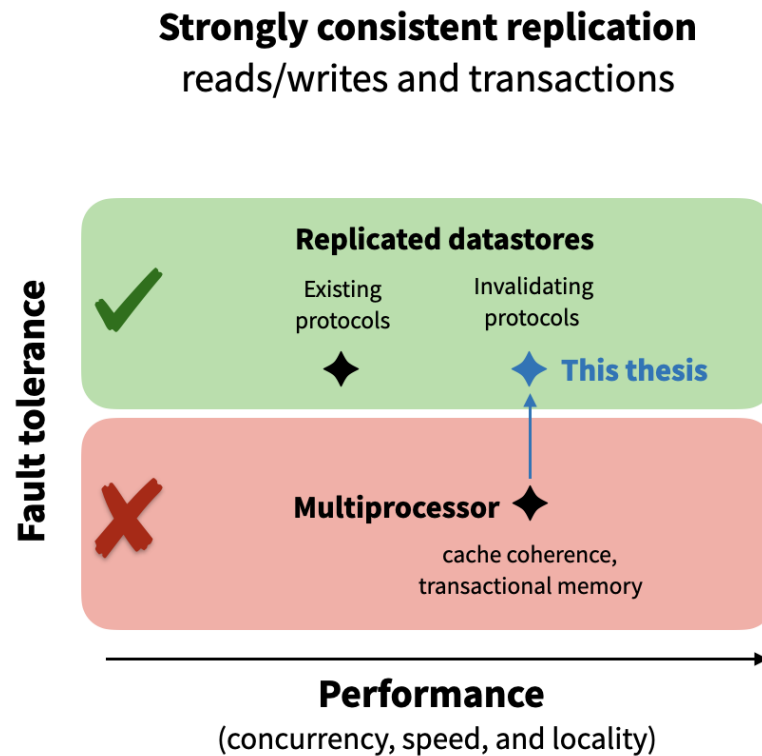 Strongly consistent replication
reads/writes and transactions
Fault tolerance
Replicated datastores
Existing
protocols
Invalidating
protocols
This thesis
Multiprocessor
cache coherence,
transactional memory
Performance
(concurrency, speed, and locality)